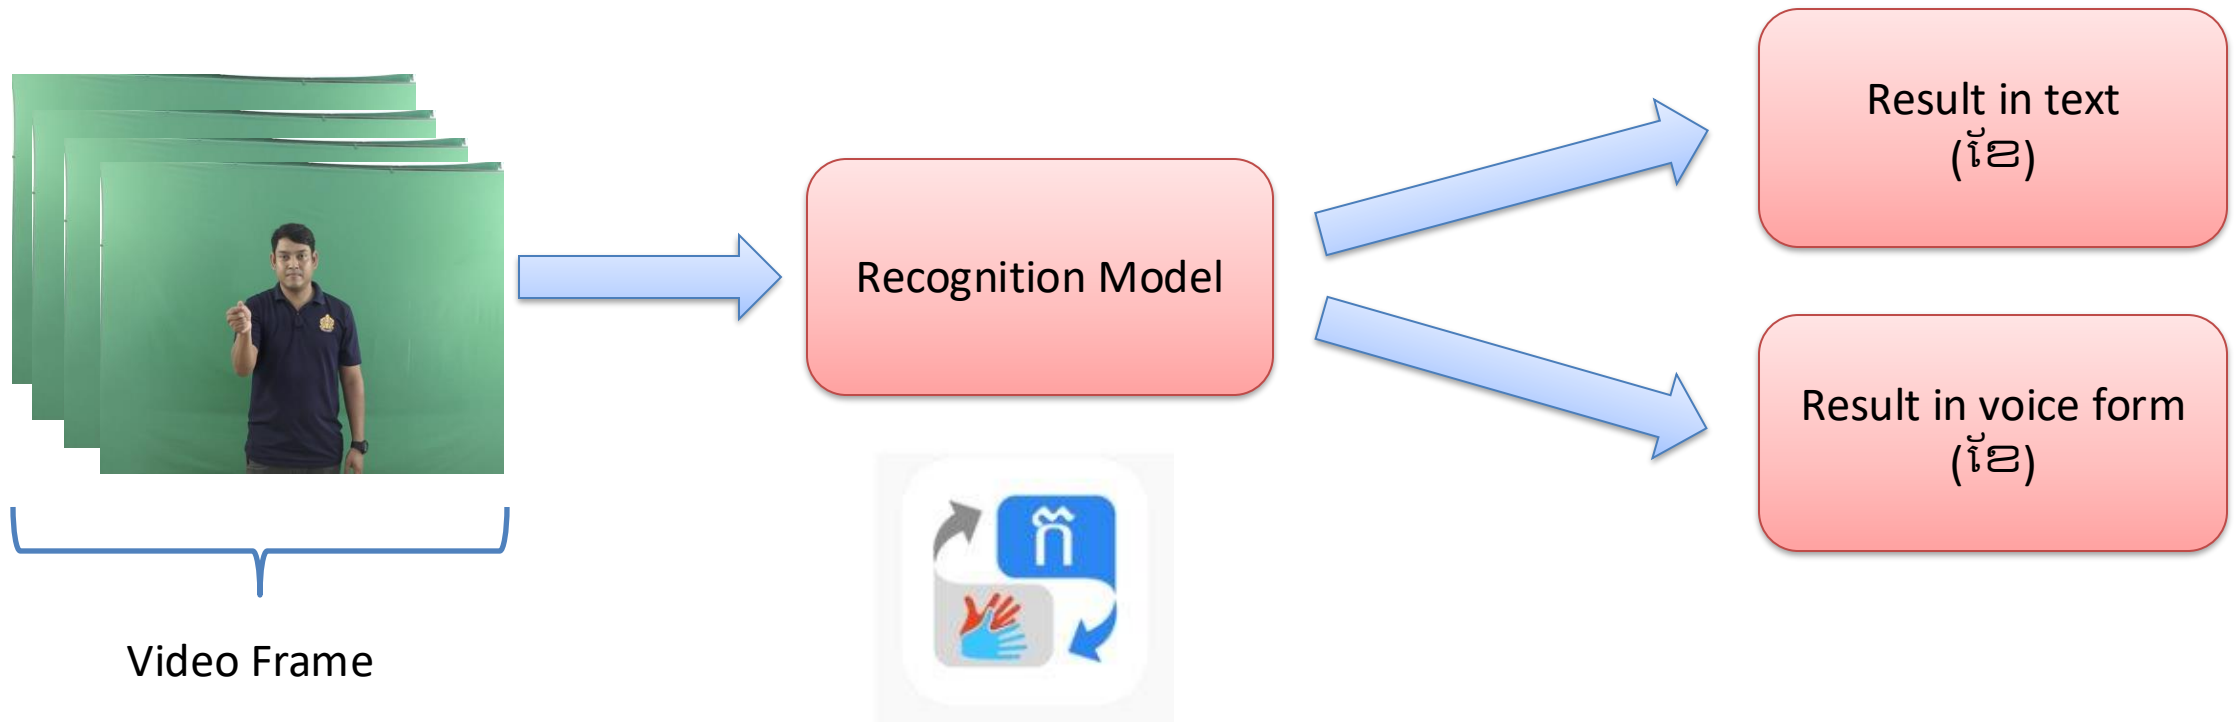 Video Frame
Recognition Model
ក៏
Result in text
(ខែ)
Result in voice form
(ខែ)